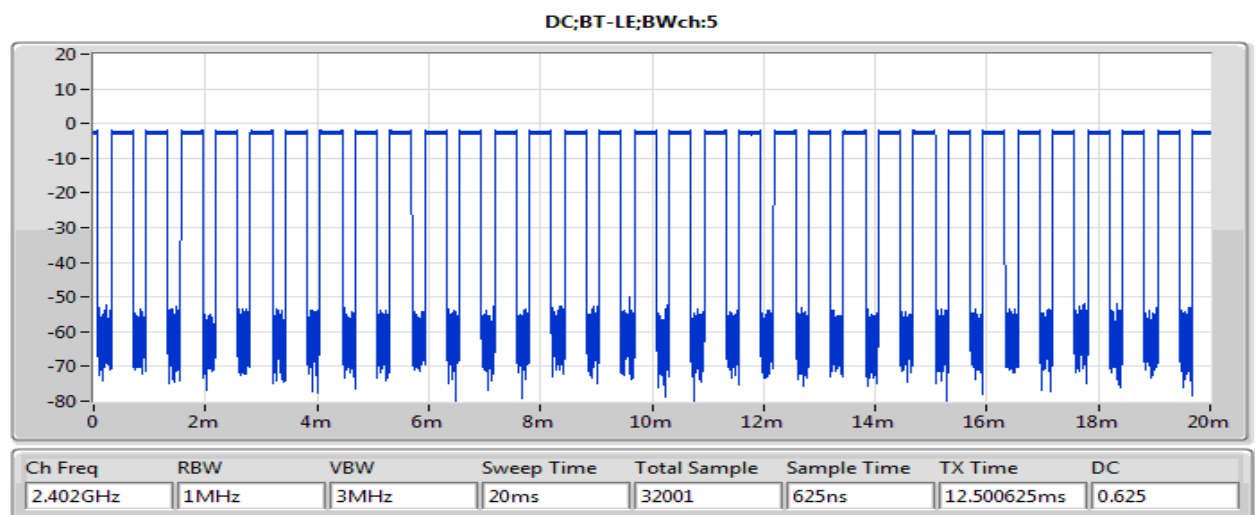 DC;BT-LE;BWch:5
20
10
0
-10
-20
-30
-40
-50
-60
-70
-80
0 2m 4m 6m 8m 10m 12m 14m 16m 18m 20m
Ch Freq RBW VBW Sweep Time Total Sample Sample Time TX Time DC
2.402GHz 1MHz 3MHz 20ms 32001 625ns 12.500625ms 0.625